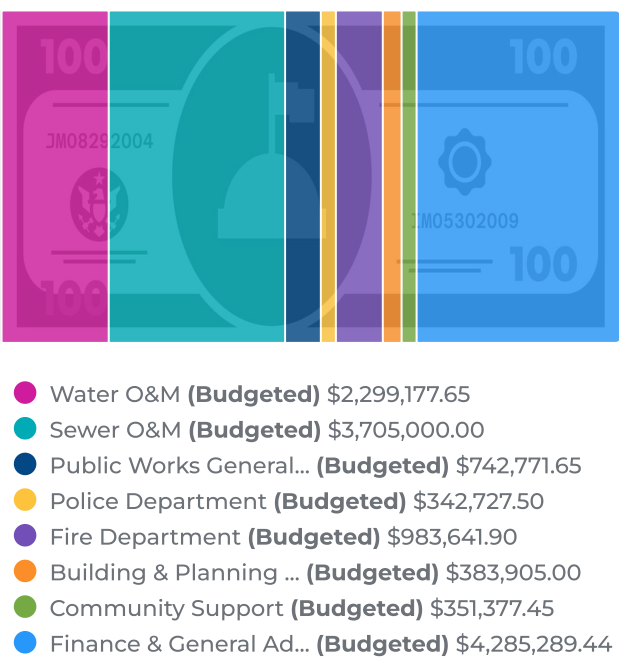 100 100
JM08292004
IM05302009
100
100
Water O&M (Budgeted) $2,299,177.65
Sewer O&M (Budgeted) $3,705,000.00
Public Works General... (Budgeted) $742,771.65
Police Department (Budgeted) $342,727.50
Fire Department (Budgeted) $983,641.90
Building & Planning ... (Budgeted) $383,905.00
Community Support (Budgeted) $351,377.45
Finance & General Ad... (Budgeted) $4,285,289.44